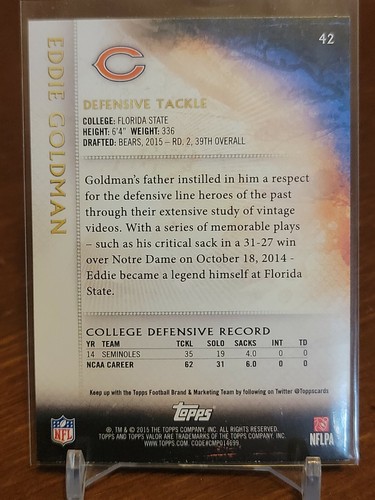 42
EDDIE GOLDMAN
DEFENSIVE TACKLE
COLLEGE: FLORIDA STATE
HEIGHT: 6'4" WEIGHT: 336
DRAFTED: BEARS, 2015 – RD. 2, 39TH OVERALL
Goldman's father instilled in him a respect
for the defensive line heroes of the past
through their extensive study of vintage
videos. With a series of memorable plays
– such as his critical sack in a 31-27 win
over Notre Dame on October 18, 2014 -
Eddie became a legend himself at Florida
State.
COLLEGE DEFENSIVE RECORD
YR TEAM TCKL SOLO SACKS INT TD
14 SEMINOLES 35 19 4.0 0 0
NCAA CAREER 62 31 6.0 0 0
Keep up with the Topps Football Brand & Marketing Team by following on Twitter @Toppscards
NFL
Topps
NFLPA
®, TM & © 2015 THE TOPPS COMPANY, INC. ALL RIGHTS RESERVED.
TOPPS AND TOPPS VALOR ARE TRADEMARKS OF THE TOPPS COMPANY, INC.
WWW.TOPPS.COM. CODE#CMP014699